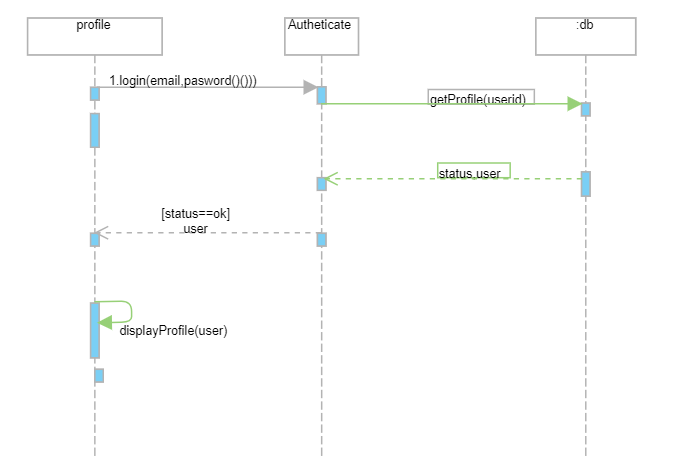 profile
Autheticate
:db
1.login(email,pasword()()))
getProfile(userid)
status,user
[status==ok]
user
displayProfile(user)